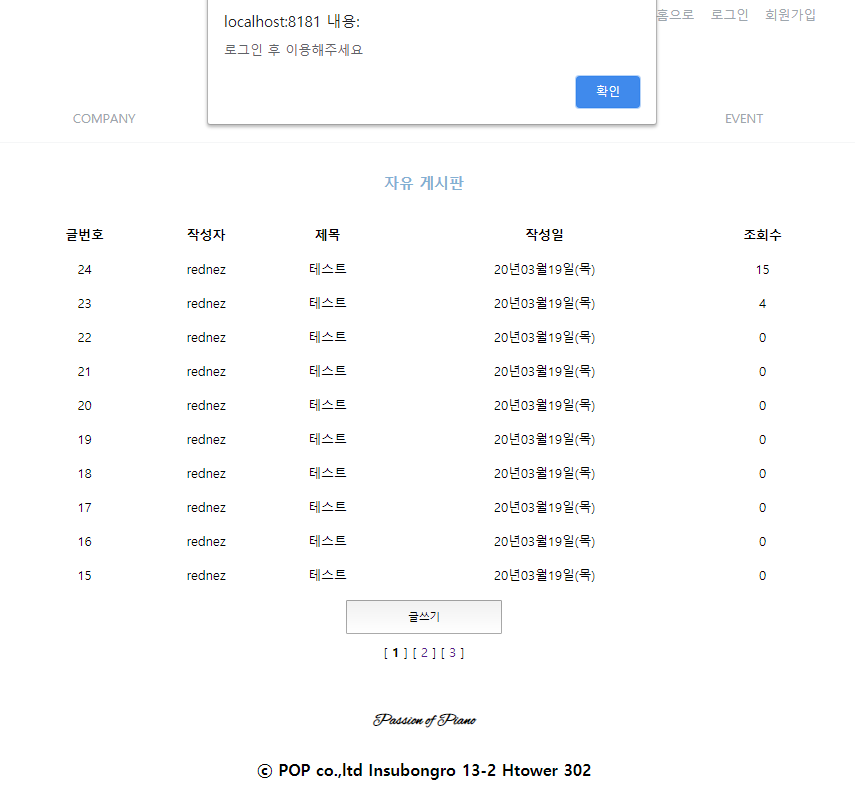 localhost:8181 내용:
로그인 후 이용해주세요
확인
홈으로 로그인 회원가입
COMPANY EVENT
자유 게시판
글번호 작성자 제목 작성일 조회수
24 rednez 테스트 20년03월19일(목) 15
23 rednez 테스트 20년03월19일(목) 4
22 rednez 테스트 20년03월19일(목) 0
21 rednez 테스트 20년03월19일(목) 0
20 rednez 테스트 20년03월19일(목) 0
19 rednez 테스트 20년03월19일(목) 0
18 rednez 테스트 20년03월19일(목) 0
17 rednez 테스트 20년03월19일(목) 0
16 rednez 테스트 20년03월19일(목) 0
15 rednez 테스트 20년03월19일(목) 0
글쓰기
[ 1 ] [ 2 ] [ 3 ]
Passion of Piano
© POP co.,ltd Insubongro 13-2 Htower 302